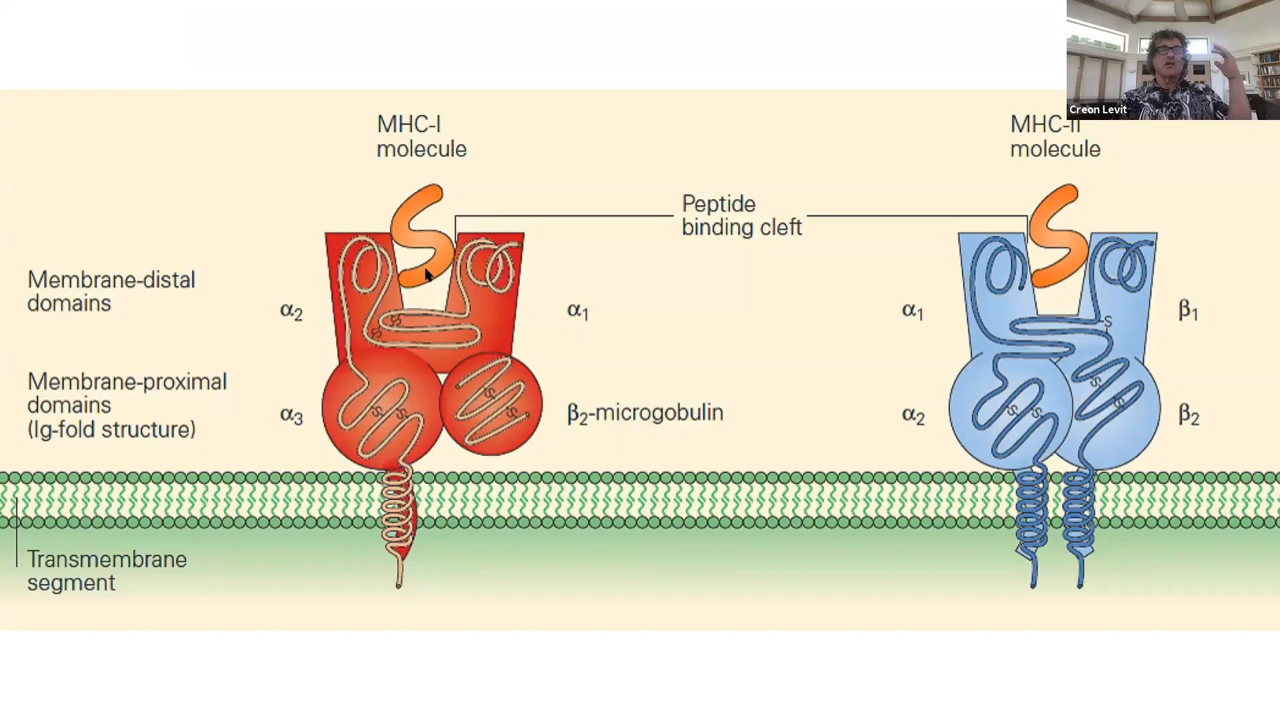 Creon Levit
MHC-I
molecule
MHC-II
molecule
Peptide
binding cleft
Membrane-distal
domains
α2
α1
α1
β1
Membrane-proximal
domains
(Ig-fold structure)
α3
β2-microgobulin
α2
β2
S
S
S
S
S
S
S
S
S
S
S
Transmembrane
segment